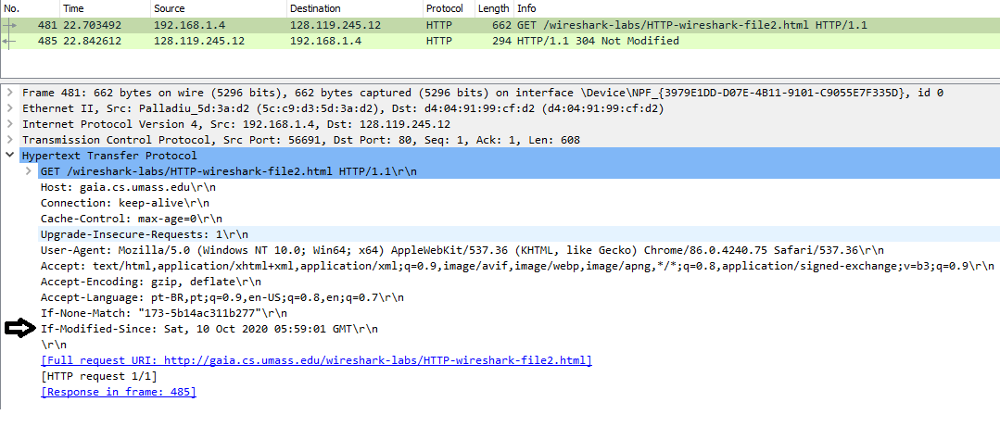 No. Time Source Destination Protocol Length Info
481 22.703492 192.168.1.4 128.119.245.12 HTTP 662 GET /wireshark-labs/HTTP-wireshark-file2.html HTTP/1.1
485 22.842612 128.119.245.12 192.168.1.4 HTTP 294 HTTP/1.1 304 Not Modified
Frame 481: 662 bytes on wire (5296 bits), 662 bytes captured (5296 bits) on interface \Device\NPF_{3979E1DD-D07E-4B11-9101-C9055E7F335D}, id 0
Ethernet II, Src: Palladiu_5d:3a:d2 (5c:c9:d3:5d:3a:d2), Dst: d4:04:91:99:cf:d2 (d4:04:91:99:cf:d2)
Internet Protocol Version 4, Src: 192.168.1.4, Dst: 128.119.245.12
Transmission Control Protocol, Src Port: 56691, Dst Port: 80, Seq: 1, Ack: 1, Len: 608
Hypertext Transfer Protocol
GET /wireshark-labs/HTTP-wireshark-file2.html HTTP/1.1\r\n
Host: gaia.cs.umass.edu\r\n
Connection: keep-alive\r\n
Cache-Control: max-age=0\r\n
Upgrade-Insecure-Requests: 1\r\n
User-Agent: Mozilla/5.0 (Windows NT 10.0; Win64; x64) AppleWebKit/537.36 (KHTML, like Gecko) Chrome/86.0.4240.75 Safari/537.36\r\n
Accept: text/html,application/xhtml+xml,application/xml;q=0.9,image/avif,image/webp,image/apng,*/*;q=0.8,application/signed-exchange;v=b3;q=0.9\r\n
Accept-Encoding: gzip, deflate\r\n
Accept-Language: pt-BR,pt;q=0.9,en-US;q=0.8,en;q=0.7\r\n
If-None-Match: "173-5b14ac311b277"\r\n
If-Modified-Since: Sat, 10 Oct 2020 05:59:01 GMT\r\n
\r\n
[Full request URI: http://gaia.cs.umass.edu/wireshark-labs/HTTP-wireshark-file2.html]
[HTTP request 1/1]
[Response in frame: 485]